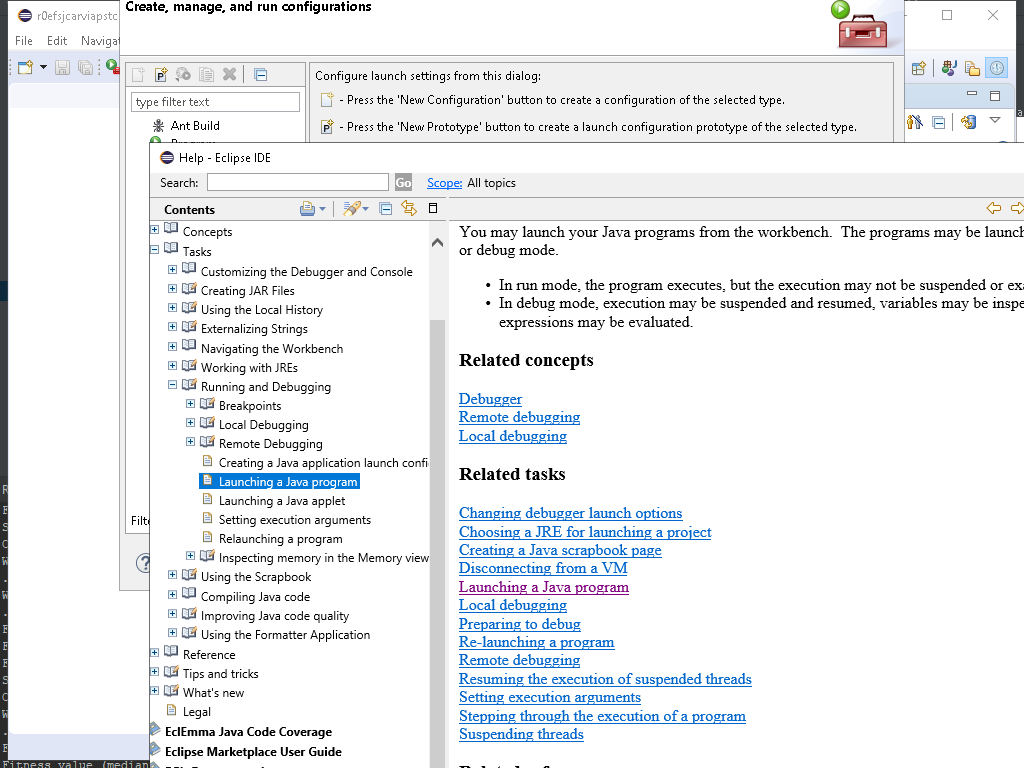 Create, manage, and run configurations
r0efsjcarviapstc
File Edit Navigat
Configure launch settings from this dialog:
type filter text
- Press the 'New Configuration' button to create a configuration of the selected type.
Ant Build
- Press the 'New Prototype' button to create a launch configuration prototype of the selected type.
Help - Eclipse IDE
Search:
Go
Scope: All topics
Contents
Concepts
Tasks
Customizing the Debugger and Console
Creating JAR Files
Using the Local History
Externalizing Strings
Navigating the Workbench
Working with JREs
Running and Debugging
Breakpoints
Local Debugging
Remote Debugging
Creating a Java application launch confi
Launching a Java program
Launching a Java applet
Setting execution arguments
Relaunching a program
Inspecting memory in the Memory view
Using the Scrapbook
Compiling Java code
Improving Java code quality
Using the Formatter Application
Reference
Tips and tricks
What's new
Legal
EclEmma Java Code Coverage
Eclipse Marketplace User Guide
You may launch your Java programs from the workbench. The programs may be launch
or debug mode.
• In run mode, the program executes, but the execution may not be suspended or exa
• In debug mode, execution may be suspended and resumed, variables may be inspe
expressions may be evaluated.
Related concepts
Debugger
Remote debugging
Local debugging
Related tasks
Changing debugger launch options
Choosing a JRE for launching a project
Creating a Java scrapbook page
Disconnecting from a VM
Launching a Java program
Local debugging
Preparing to debug
Re-launching a program
Remote debugging
Resuming the execution of suspended threads
Setting execution arguments
Stepping through the execution of a program
Suspending threads
Filte
Fitness value (median